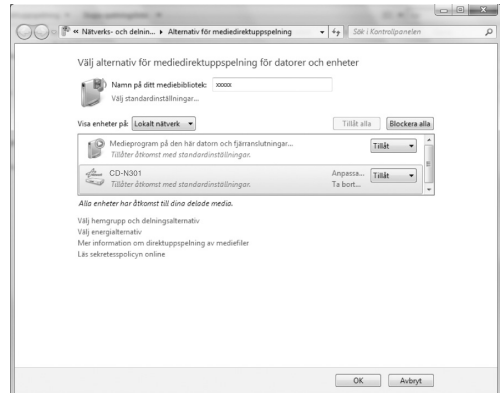 « Nätverks- och delnin... ▸ Alternativ för mediedirektuppspelning
Sök i Kontrollpanelen
Välj alternativ för mediedirektuppspelning för datorer och enheter
Namn på ditt mediebibliotek: xxxxx
Välj standardinställningar...
Visa enheter på: Lokalt nätverk
Tillåt alla
Blockera alla
Medieprogram på den här datorn och fjärranslutningar...
Tillåter åtkomst med standardinställningar.
Tillåt
CD-N301
Tillåter åtkomst med standardinställningar.
Anpassa...
Ta bort...
Tillåt
Alla enheter har åtkomst till dina delade media.
Välj hemgrupp och delningsalternativ
Välj energialternativ
Mer information om direktuppspelning av mediefiler
Läs sekretesspolicyn online
OK
Avbryt